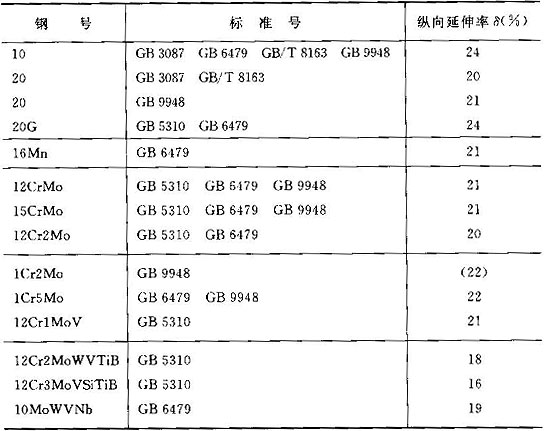 钢 号 标 准 号 纵向延伸率 δ(%)
10 GB 3087 GB 6479 GB/T 8163 GB 9948 24
20 GB 3087 GB/T 8163 20
20 GB 9948 21
20G GB 5310 GB 6479 24
16Mn GB 6479 21
12CrMo GB 5310 GB 6479 GB 9948 21
15CrMo GB 5310 GB 6479 GB 9948 21
12Cr2Mo GB 5310 GB 6479 20
1Cr2Mo GB 9948 (22)
1Cr5Mo GB 6479 GB 9948 22
12Cr1MoV GB 5310 21
12Cr2MoWVTiB GB 5310 18
12Cr3MoVSiTiB GB 5310 16
10MoWVNb GB 6479 19